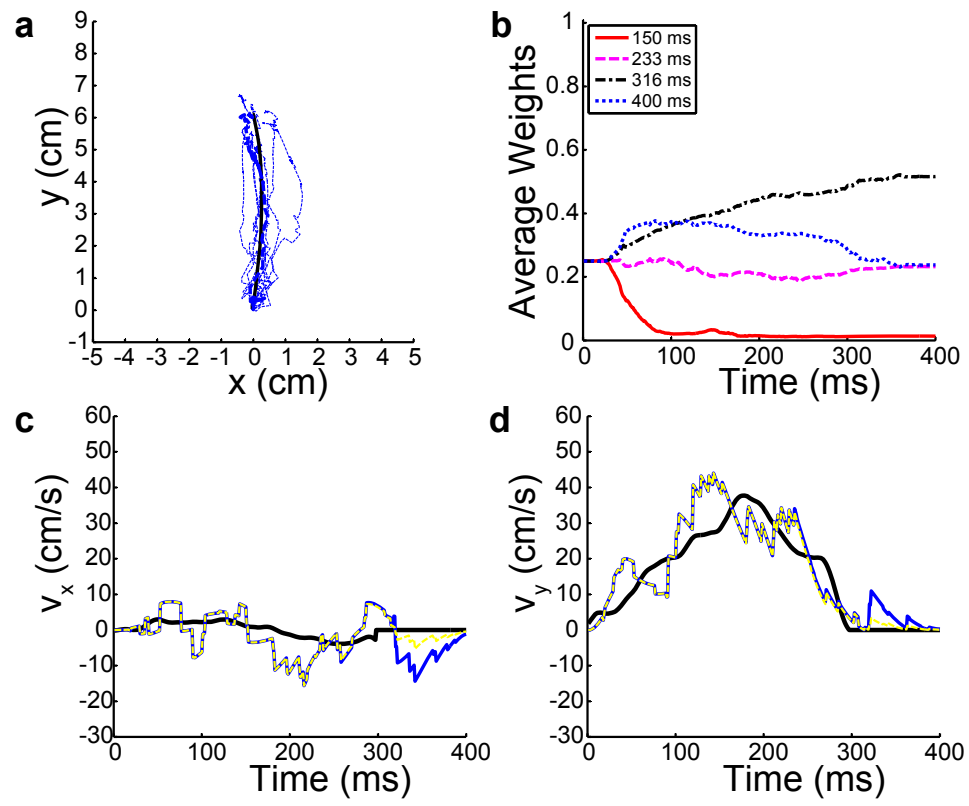 a
9
8
7
6
5
4
3
2
1
0
-1
-5 -4 -3 -2 -1 0 1 2 3 4 5
y (cm)
x (cm)
b
1
0.8
0.6
0.4
0.2
0
0 100 200 300 400
Average Weights
Time (ms)
150 ms
233 ms
316 ms
400 ms
c
60
50
40
30
20
10
0
-10
-20
-30
0 100 200 300 400
v_x (cm/s)
Time (ms)
d
60
50
40
30
20
10
0
-10
-20
-30
0 100 200 300 400
v_y (cm/s)
Time (ms)